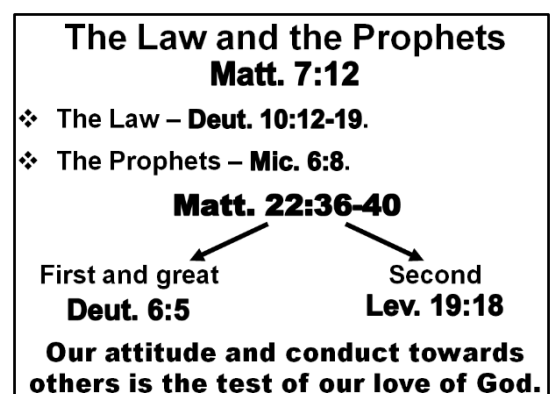 The Law and the Prophets
Matt. 7:12
❖ The Law – Deut. 10:12-19.
❖ The Prophets – Mic. 6:8.
Matt. 22:36-40
First and great
Deut. 6:5
Second
Lev. 19:18
Our attitude and conduct towards
others is the test of our love of God.